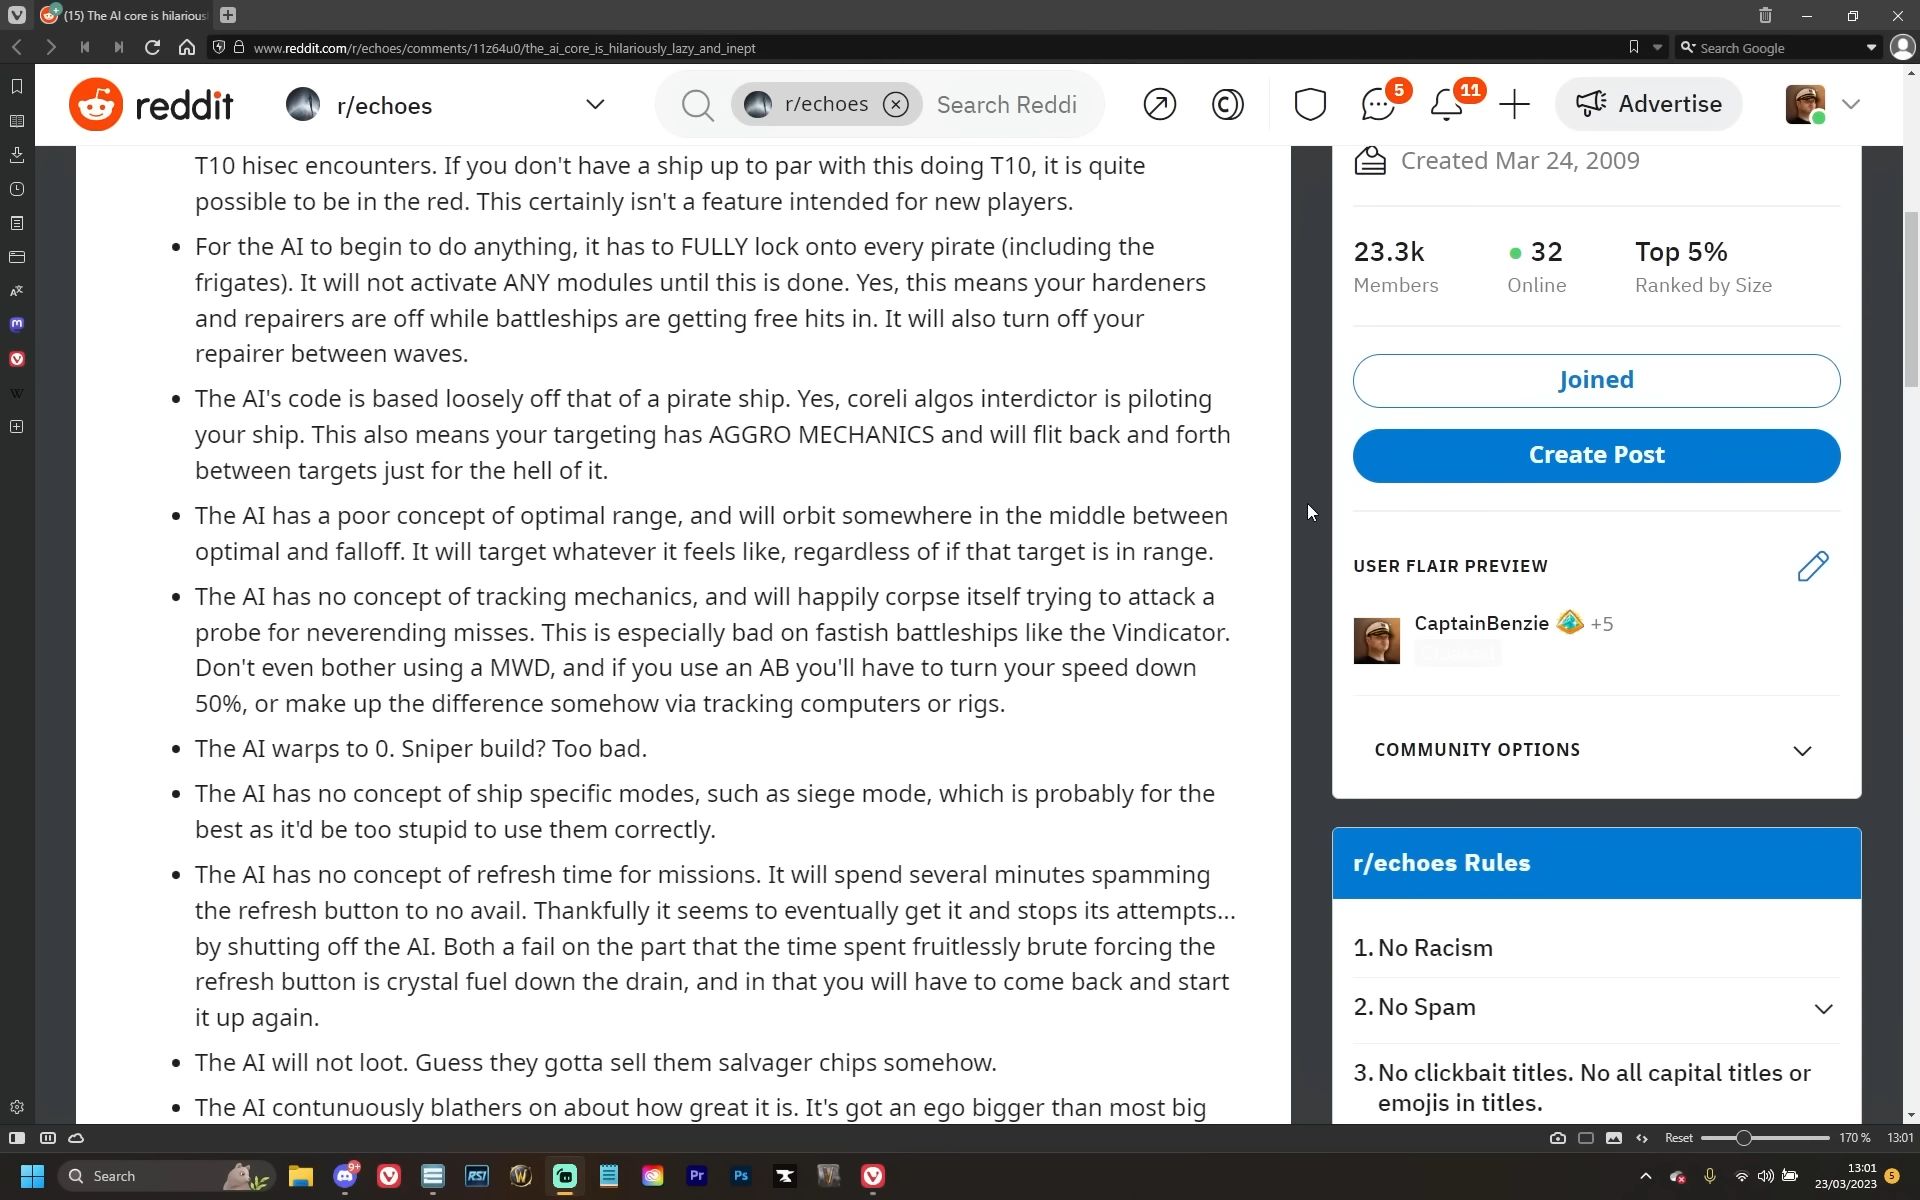 (15) The AI core is hilarious
www.reddit.com/r/echoes/comments/11z64u0/the_ai_core_is_hilariously_lazy_and_inept
Search Google
reddit
r/echoes
r/echoes
Search Reddi
5
11
Advertise
T10 hisec encounters. If you don't have a ship up to par with this doing T10, it is quite
possible to be in the red. This certainly isn't a feature intended for new players.
• For the AI to begin to do anything, it has to FULLY lock onto every pirate (including the
frigates). It will not activate ANY modules until this is done. Yes, this means your hardeners
and repairers are off while battleships are getting free hits in. It will also turn off your
repairer between waves.
• The AI's code is based loosely off that of a pirate ship. Yes, coreli algos interdictor is piloting
your ship. This also means your targeting has AGGRO MECHANICS and will flit back and forth
between targets just for the hell of it.
• The AI has a poor concept of optimal range, and will orbit somewhere in the middle between
optimal and falloff. It will target whatever it feels like, regardless of if that target is in range.
• The AI has no concept of tracking mechanics, and will happily corpse itself trying to attack a
probe for neverending misses. This is especially bad on fastish battleships like the Vindicator.
Don't even bother using a MWD, and if you use an AB you'll have to turn your speed down
50%, or make up the difference somehow via tracking computers or rigs.
• The AI warps to 0. Sniper build? Too bad.
• The AI has no concept of ship specific modes, such as siege mode, which is probably for the
best as it'd be too stupid to use them correctly.
• The AI has no concept of refresh time for missions. It will spend several minutes spamming
the refresh button to no avail. Thankfully it seems to eventually get it and stops its attempts...
by shutting off the AI. Both a fail on the part that the time spent fruitlessly brute forcing the
refresh button is crystal fuel down the drain, and in that you will have to come back and start
it up again.
• The AI will not loot. Guess they gotta sell them salvager chips somehow.
• The AI contunuously blathers on about how great it is. It's got an ego bigger than most big
Created Mar 24, 2009
23.3k
32
Top 5%
Members
Online
Ranked by Size
Joined
Create Post
USER FLAIR PREVIEW
CaptainBenzie
+5
COMMUNITY OPTIONS
r/echoes Rules
1. No Racism
2. No Spam
3. No clickbait titles. No all capital titles or
emojis in titles.
Reset
170 %
13:01
Search
9+
RSI
Pr
Ps
13:01
23/03/2023
5